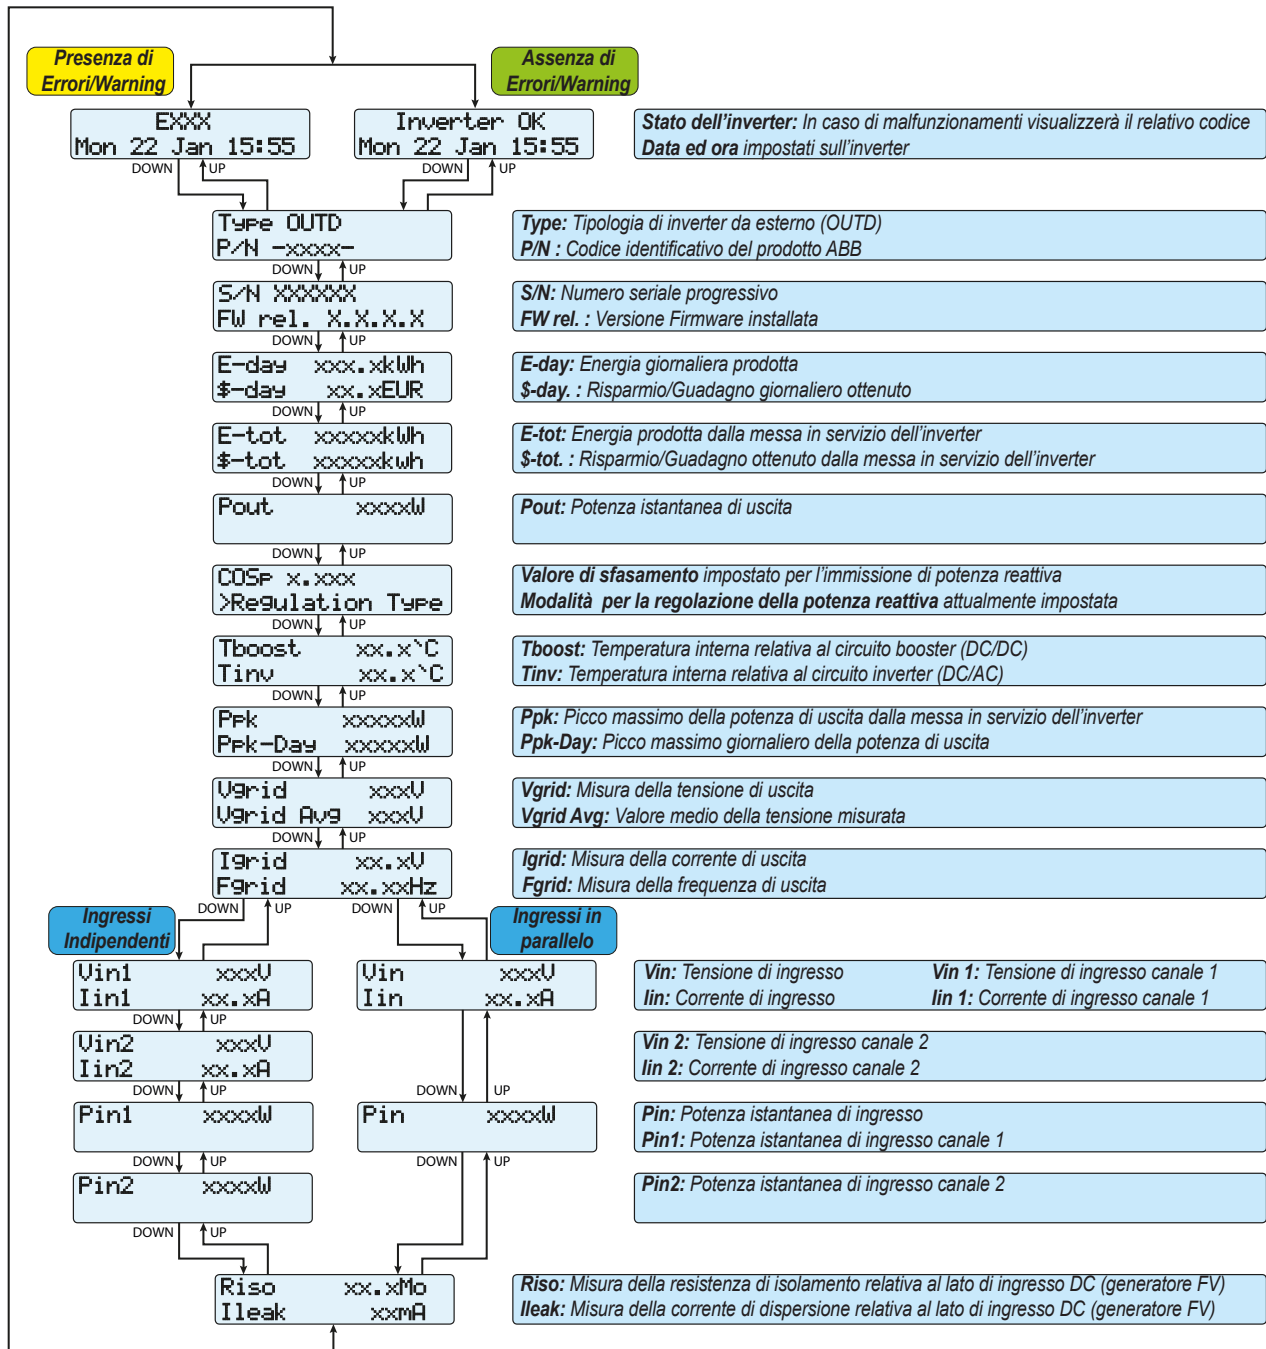 Presenza di
Errori/Warning
Assenza di
Errori/Warning
EXXX
Mon 22 Jan 15:55
Inverter OK
Mon 22 Jan 15:55
Stato dell'inverter: In caso di malfunzionamenti visualizzerà il relativo codice
Data ed ora impostati sull'inverter
DOWN UP
DOWN UP
Type OUTD
P/N -xxxx-
Type: Tipologia di inverter da esterno (OUTD)
P/N : Codice identificativo del prodotto ABB
DOWN UP
S/N XXXXXX
FW rel. X.X.X.X
S/N: Numero seriale progressivo
FW rel. : Versione Firmware installata
DOWN UP
E-day xxx.xkWh
$-day xx.xEUR
E-day: Energia giornaliera prodotta
$-day. : Risparmio/Guadagno giornaliero ottenuto
DOWN UP
E-tot xxxxxkWh
$-tot xxxxxkwh
E-tot: Energia prodotta dalla messa in servizio dell'inverter
$-tot. : Risparmio/Guadagno ottenuto dalla messa in servizio dell'inverter
DOWN UP
Pout xxxxW
Pout: Potenza istantanea di uscita
DOWN UP
COSp x.xxx
>Regulation Type
Valore di sfasamento impostato per l'immissione di potenza reattiva
Modalità per la regolazione della potenza reattiva attualmente impostata
DOWN UP
Tboost xx.x`C
Tinv xx.x`C
Tboost: Temperatura interna relativa al circuito booster (DC/DC)
Tinv: Temperatura interna relativa al circuito inverter (DC/AC)
DOWN UP
Ppk xxxxxW
Ppk-Day xxxxxW
Ppk: Picco massimo della potenza di uscita dalla messa in servizio dell'inverter
Ppk-Day: Picco massimo giornaliero della potenza di uscita
DOWN UP
Vgrid xxxV
Vgrid Avg xxxV
Vgrid: Misura della tensione di uscita
Vgrid Avg: Valore medio della tensione misurata
DOWN UP
Igrid xx.xV
Fgrid xx.xxHz
Igrid: Misura della corrente di uscita
Fgrid: Misura della frequenza di uscita
DOWN UP
DOWN UP
Ingressi
Indipendenti
Ingressi in
parallelo
Vin1 xxxV
Iin1 xx.xA
Vin xxxV
Iin xx.xA
Vin: Tensione di ingresso Vin 1: Tensione di ingresso canale 1
Iin: Corrente di ingresso Iin 1: Corrente di ingresso canale 1
DOWN UP
Vin2 xxxV
Iin2 xx.xA
Vin 2: Tensione di ingresso canale 2
Iin 2: Corrente di ingresso canale 2
DOWN UP
DOWN UP
Pin1 xxxxW
Pin xxxxW
Pin: Potenza istantanea di ingresso
Pin1: Potenza istantanea di ingresso canale 1
DOWN UP
DOWN UP
Pin2 xxxxW
Pin2: Potenza istantanea di ingresso canale 2
DOWN UP
Riso xx.xMo
Ileak xxmA
Riso: Misura della resistenza di isolamento relativa al lato di ingresso DC (generatore FV)
Ileak: Misura della corrente di dispersione relativa al lato di ingresso DC (generatore FV)